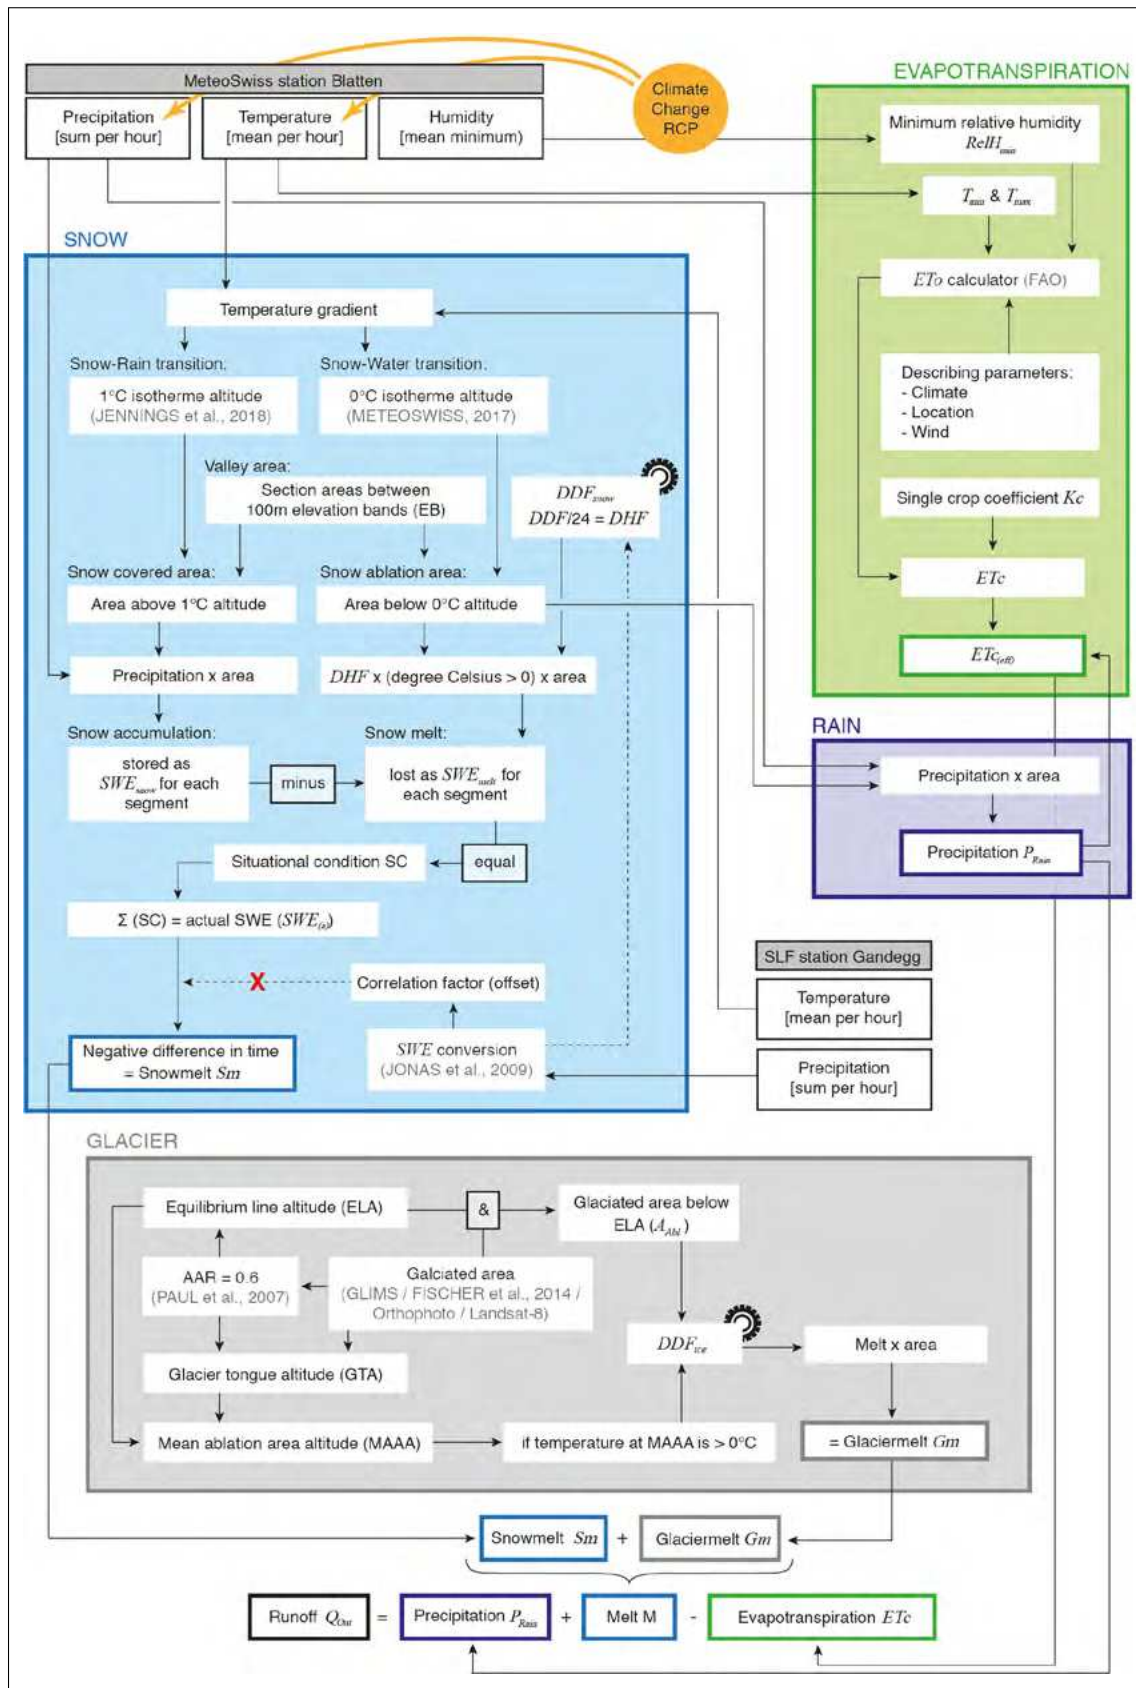 MeteoSwiss station Blatten
Precipitation
[sum per hour]
Temperature
[mean per hour]
Humidity
[mean minimum)
Climate
Change
RCP
EVAPOTRANSPIRATION
Minimum relative humidity
RelH
T & T
ETo calculator (FAO)
Describing parameters:
- Climate
- Location
- Wind
Single crop coefficient Kc
ETc
ETc(eff)
SNOW
Temperature gradient
Snow-Rain transition:
1°C isotherme altitude
(JENNINGS et al., 2018)
Snow-Water transition:
0°C isotherme altitude
(METEOSWISS, 2017)
Valley area:
Section areas between
100m elevation bands (EB)
DDFsnow
DDF/24 = DHF
Snow covered area:
Area above 1°C altitude
Snow ablation area:
Area below 0°C altitude
Precipitation x area
DHF x (degree Celsius > 0) x area
Snow accumulation:
stored as
SWEsnow for each
segment
minus
Snow melt:
lost as SWEmelt for
each segment
equal
Situational condition SC
Σ (SC) = actual SWE (SWE(a))
X
Correlation factor (offset)
SWE conversion
(JONAS et al., 2009)
Negative difference in time
= Snowmelt Sm
RAIN
Precipitation x area
Precipitation PRain
SLF station Gandegg
Temperature
[mean per hour]
Precipitation
[sum per hour]
GLACIER
Equilibrium line altitude (ELA)
&
Glaciated area below
ELA (AAbl)
AAR = 0.6
(PAUL et al., 2007)
Galciated area
(GLIMS / FISCHER et al., 2014 /
Orthophoto / Landsat-8)
DDFice
Melt x area
Glacier tongue altitude (GTA)
Mean ablation area altitude (MAAA)
if temperature at MAAA is > 0°C
= Glaciermelt Gm
Snowmelt Sm + Glaciermelt Gm
Runoff QOut = Precipitation PRain + Melt M - Evapotranspiration ETc